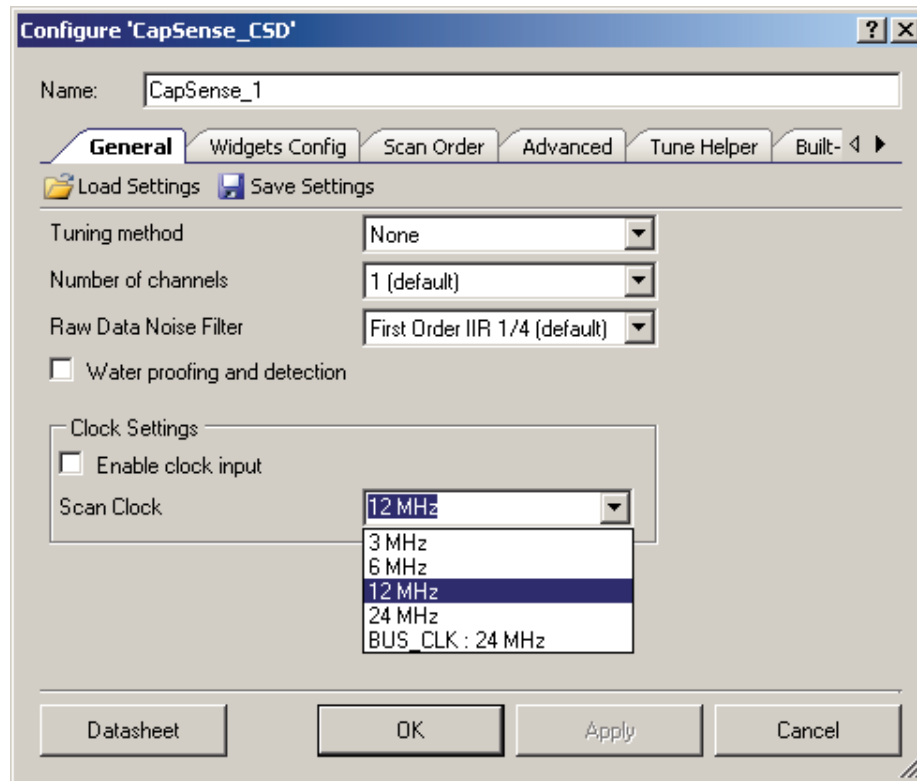 Configure 'CapSense_CSD'
Name: CapSense_1
General Widgets Config Scan Order Advanced Tune Helper Built-
Load Settings Save Settings
Tuning method None
Number of channels 1 (default)
Raw Data Noise Filter First Order IIR 1/4 (default)
Water proofing and detection
Clock Settings
Enable clock input
Scan Clock 12 MHz
3 MHz
6 MHz
12 MHz
24 MHz
BUS_CLK : 24 MHz
Datasheet OK Apply Cancel